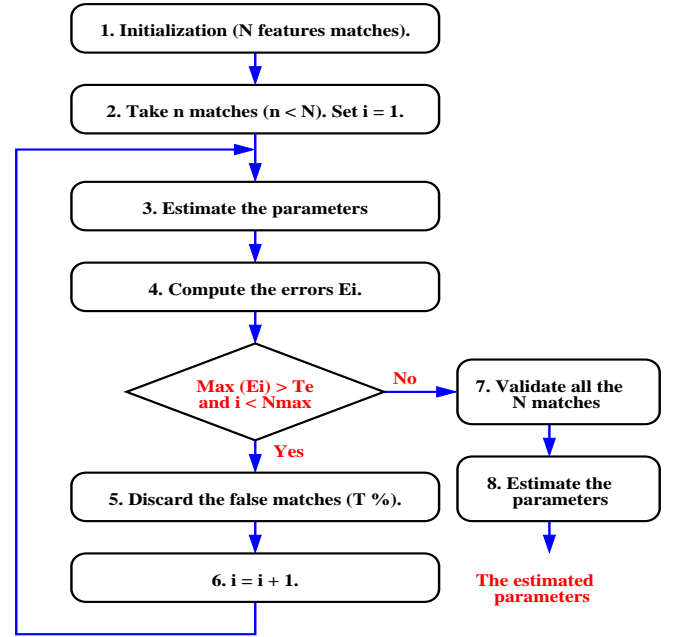 1. Initialization (N features matches).
2. Take n matches (n < N). Set i = 1.
3. Estimate the parameters
4. Compute the errors Ei.
Max (Ei) > Te
and i < Nmax
No
Yes
5. Discard the false matches (T %).
6. i = i + 1.
7. Validate all the
N matches
8. Estimate the
parameters
The estimated
parameters